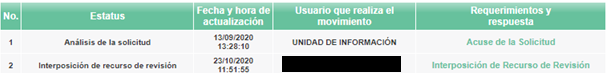 No. Estatus Fecha y hora de actualización Usuario que realiza el movimiento Requerimientos y respuesta
1 Análisis de la solicitud 13/09/2020 13:28:10 UNIDAD DE INFORMACIÓN Acuse de la Solicitud
2 Interposición de recurso de revisión 23/10/2020 11:51:55 Interposición de Recurso de Revisión